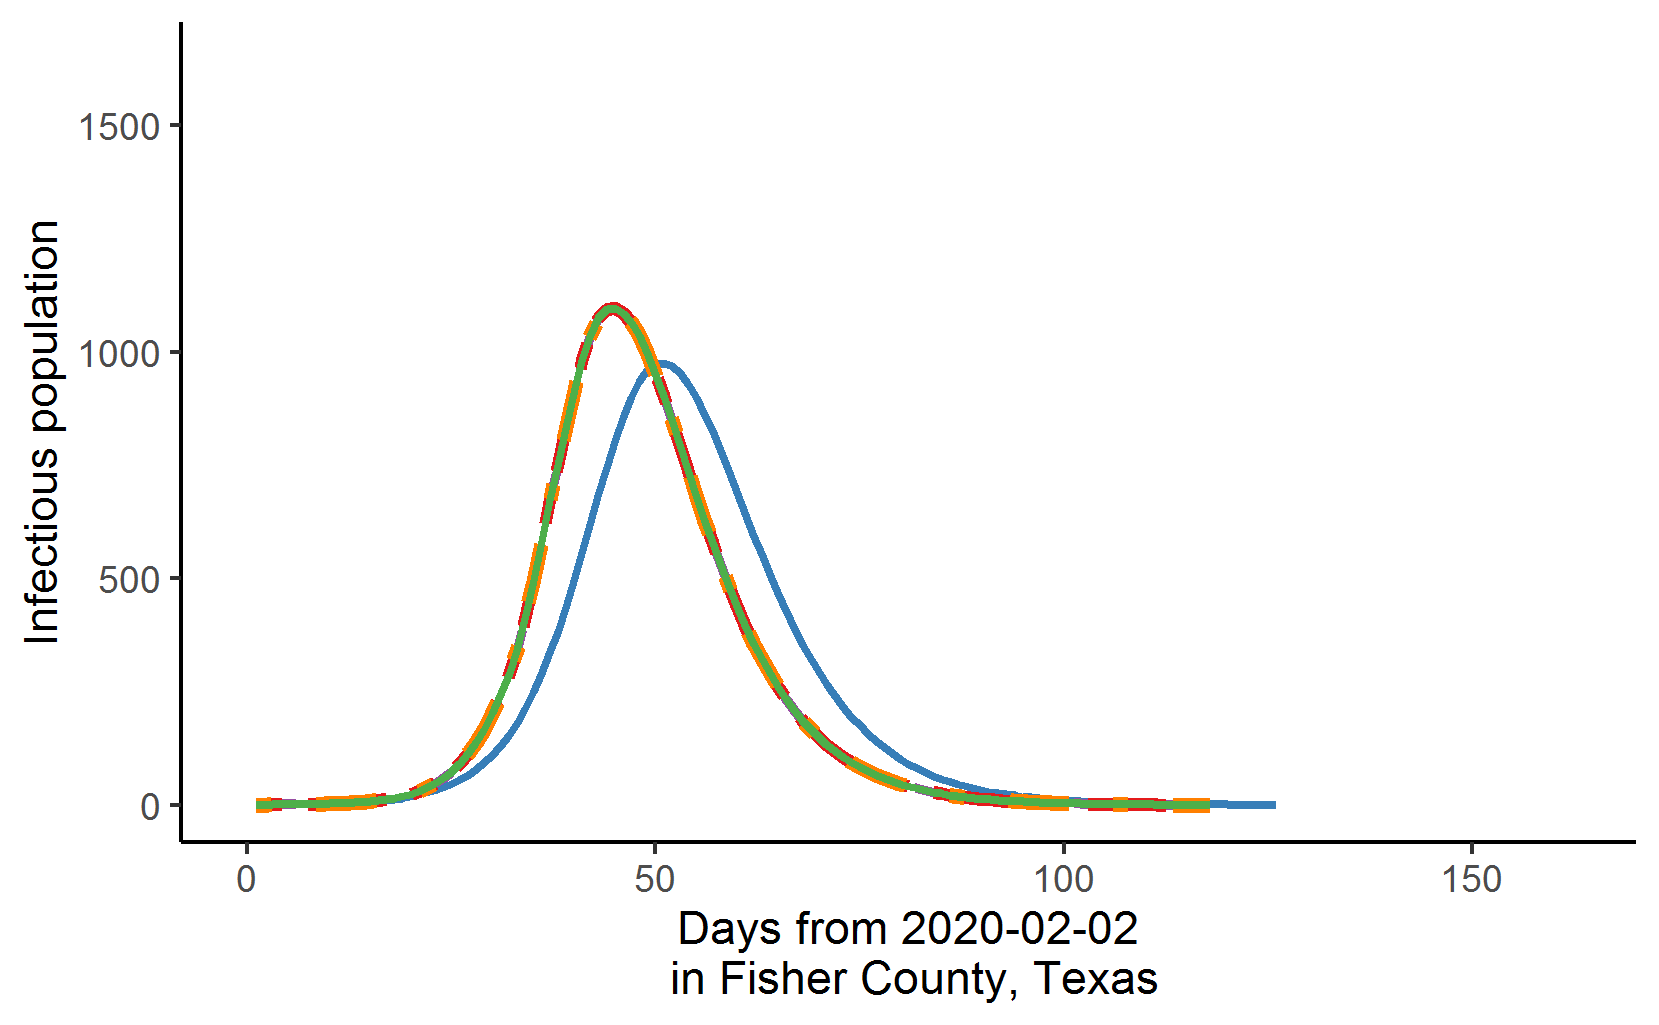 Infectious population
1500
1000
500
0
0 50 100 150
Days from 2020-02-02
in Fisher County, Texas